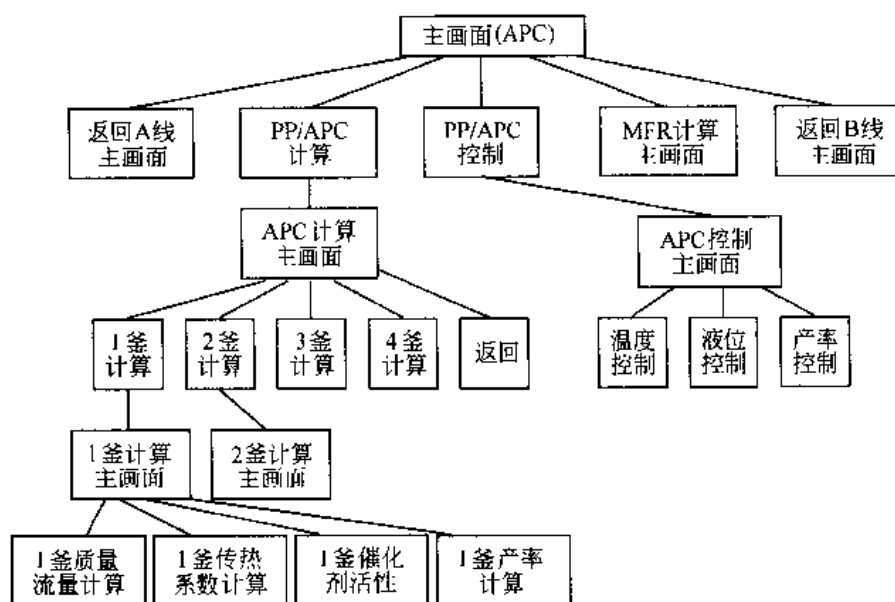 主画面(APC)
返回A线
主画面
PP/APC
计算
PP/APC
控制
MFR计算
主画面
返回B线
主画面
APC计算
主画面
APC控制
主画面
1釜
计算
2釜
计算
3釜
计算
4釜
计算
返回
温度
控制
液位
控制
产率
控制
1釜计算
主画面
2釜计算
主画面
1釜质量
流量计算
1釜传热
系数计算
1釜催化
剂活性
1釜产率
计算